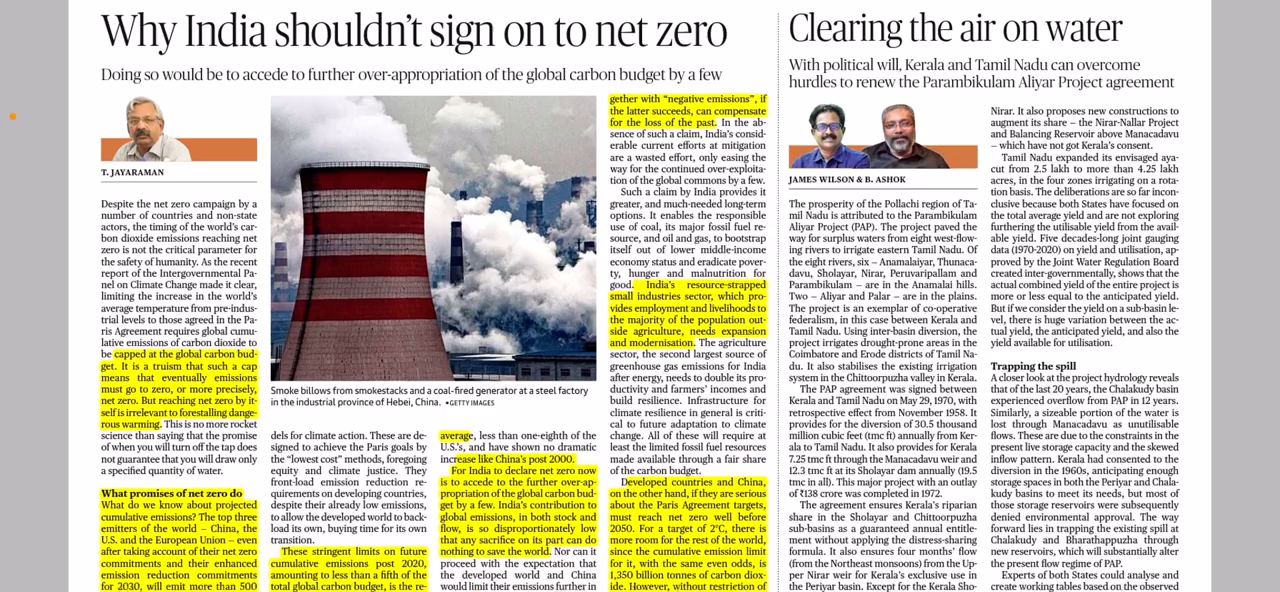 Why India shouldn't sign on to net zero
Doing so would be to accede to further over-appropriation of the global carbon budget by a few
T. JAYARAMAN
Despite the net zero campaign by a
number of countries and non-state
actors, the timing of the world's car-
bon dioxide emissions reaching net
zero is not the critical parameter for
the safety of humanity. As the recent
report of the Intergovernmental Pa-
nel on Climate Change made it clear,
limiting the increase in the world's
average temperature from pre-indus-
trial levels to those agreed in the Pa-
ris Agreement requires global cumu-
lative emissions of carbon dioxide to
be capped at the global carbon bud-
get. It is a truism that such a cap
means that eventually emissions
must go to zero, or more precisely,
net zero. But reaching net zero by it-
self is irrelevant to forestalling dange-
rous warming. This is no more rocket
science than saying that the promise
of when you will turn off the tap does
not guarantee that you will draw only
a specified quantity of water.
What promises of net zero do
What do we know about projected
cumulative emissions? The top three
emitters of the world – China, the
U.S. and the European Union – even
after taking account of their net zero
commitments and their enhanced
emission reduction commitments
for 2030, will emit more than 500
Smoke billows from smokestacks and a coal-fired generator at a steel factory
in the industrial province of Hebei, China. •GETTY IMAGES
dels for climate action. These are de-
signed to achieve the Paris goals by
the "lowest cost" methods, foregoing
equity and climate justice. They
front-load emission reduction re-
quirements on developing countries,
despite their already low emissions,
to allow the developed world to back-
load its own, buying time for its own
transition.
These stringent limits on future
cumulative emissions post 2020,
amounting to less than a fifth of the
total global carbon budget, is the re-
average, less than one-eighth of the
U.S.'s, and have shown no dramatic
increase like China's post 2000.
For India to declare net zero now
is to accede to the further over-ap-
propriation of the global carbon bud-
get by a few. India's contribution to
global emissions, in both stock and
flow, is so disproportionately low
that any sacrifice on its part can do
nothing to save the world. Nor can it
proceed with the expectation that
the developed world and China
would limit their emissions further in
gether with "negative emissions", if
the latter succeeds, can compensate
for the loss of the past. In the ab-
sence of such a claim, India's consid-
erable current efforts at mitigation
are a wasted effort, only easing the
way for the continued over-exploita-
tion of the global commons by a few.
Such a claim by India provides it
greater, and much-needed long-term
options. It enables the responsible
use of coal, its major fossil fuel re-
source, and oil and gas, to bootstrap
itself out of lower middle-income
economy status and eradicate pover-
ty, hunger and malnutrition for
good. India's resource-strapped
small industries sector, which pro-
vides employment and livelihoods to
the majority of the population out-
side agriculture, needs expansion
and modernisation. The agriculture
sector, the second largest source of
greenhouse gas emissions for India
after energy, needs to double its pro-
ductivity and farmers' incomes and
build resilience. Infrastructure for
climate resilience in general is criti-
cal to future adaptation to climate
change. All of these will require at
least the limited fossil fuel resources
made available through a fair share
of the carbon budget.
Developed countries and China,
on the other hand, if they are serious
about the Paris Agreement targets,
must reach net zero well before
2050. For a target of 2°C, there is
more room for the rest of the world,
since the cumulative emission limit
for it, with the same even odds, is
1,350 billion tonnes of carbon diox-
ide. However, without restriction of
Clearing the air on water
With political will, Kerala and Tamil Nadu can overcome
hurdles to renew the Parambikulam Aliyar Project agreement
JAMES WILSON & B. ASHOK
The prosperity of the Pollachi region of Ta-
mil Nadu is attributed to the Parambikulam
Aliyar Project (PAP). The project paved the
way for surplus waters from eight west-flow-
ing rivers to irrigate eastern Tamil Nadu. Of
the eight rivers, six – Anamalaiyar, Thunaca-
davu, Sholayar, Nirar, Peruvaripallam and
Parambikulam – are in the Anamalai hills.
Two – Aliyar and Palar – are in the plains.
The project is an exemplar of co-operative
federalism, in this case between Kerala and
Tamil Nadu. Using inter-basin diversion, the
project irrigates drought-prone areas in the
Coimbatore and Erode districts of Tamil Na-
du. It also stabilises the existing irrigation
system in the Chittoorpuzha valley in Kerala.
The PAP agreement was signed between
Kerala and Tamil Nadu on May 29, 1970, with
retrospective effect from November 1958. It
provides for the diversion of 30.5 thousand
million cubic feet (tmc ft) annually from Ker-
ala to Tamil Nadu. It also provides for Kerala
7.25 tmc ft through the Manacadavu weir and
12.3 tmc ft at its Sholayar dam annually (19.5
tmc in all). This major project with an outlay
of ₹138 crore was completed in 1972.
The agreement ensures Kerala's riparian
share in the Sholayar and Chittoorpuzha
sub-basins as a guaranteed annual entitle-
ment without applying the distress-sharing
formula. It also ensures four months' flow
(from the Northeast monsoons) from the Up-
per Nirar weir for Kerala's exclusive use in
the Periyar basin. Except for the Kerala Sho-
Nirar. It also proposes new constructions to
augment its share – the Nirar-Nallar Project
and Balancing Reservoir above Manacadavu
– which have not got Kerala's consent.
Tamil Nadu expanded its envisaged aya-
cut from 2.5 lakh to more than 4.25 lakh
acres, in the four zones irrigating on a rota-
tion basis. The deliberations are so far incon-
clusive because both States have focused on
the total average yield and are not exploring
furthering the utilisable yield from the avail-
able yield. Five decades-long joint gauging
data (1970-2020) on yield and utilisation, ap-
proved by the Joint Water Regulation Board
created inter-governmentally, shows that the
actual combined yield of the entire project is
more or less equal to the anticipated yield.
But if we consider the yield on a sub-basin le-
vel, there is huge variation between the ac-
tual yield, the anticipated yield, and also the
yield available for utilisation.
Trapping the spill
A closer look at the project hydrology reveals
that of the last 20 years, the Chalakudy basin
experienced overflow from PAP in 12 years.
Similarly, a sizeable portion of the water is
lost through Manacadavu as unutilisable
flows. These are due to the constraints in the
present live storage capacity and the skewed
inflow pattern. Kerala had consented to the
diversion in the 1960s, anticipating enough
storage spaces in both the Periyar and Chala-
kudy basins to meet its needs, but most of
those storage reservoirs were subsequently
denied environmental approval. The way
forward lies in trapping the existing spill at
Chalakudy and Bharathappuzha through
new reservoirs, which will substantially alter
the present flow regime of PAP.
Experts of both States could analyse and
create working tables based on the observed